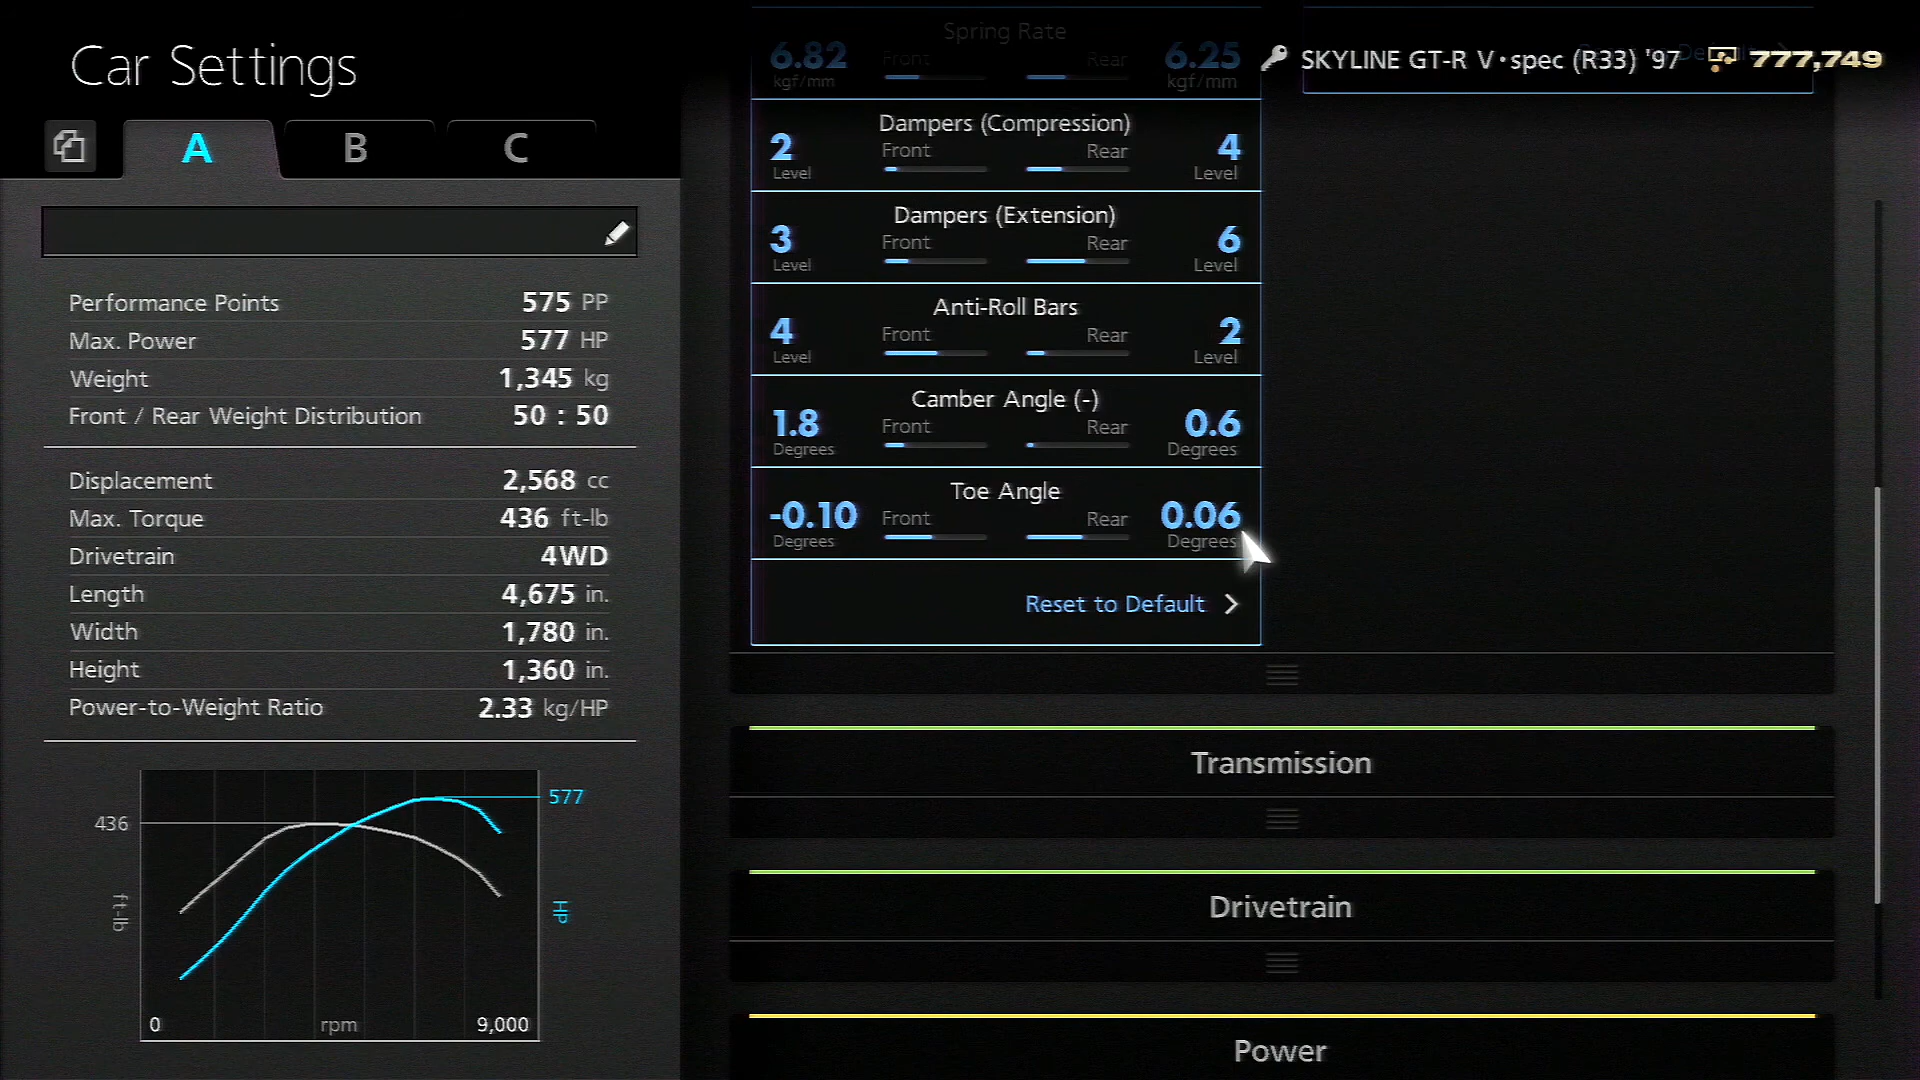 Car Settings
SKYLINE GT-R V・spec (R33) '97
777,749
A
B
C
Performance Points 575 PP
Max. Power 577 HP
Weight 1,345 kg
Front / Rear Weight Distribution 50 : 50
Displacement 2,568 cc
Max. Torque 436 ft-lb
Drivetrain 4WD
Length 4,675 in.
Width 1,780 in.
Height 1,360 in.
Power-to-Weight Ratio 2.33 kg/HP
577
436
ft-lb
HP
0
rpm
9,000
Spring Rate
6.82 Front Rear 6.25
kgf/mm kgf/mm
Dampers (Compression)
2 Front Rear 4
Level Level
Dampers (Extension)
3 Front Rear 6
Level Level
Anti-Roll Bars
4 Front Rear 2
Level Level
Camber Angle (-)
1.8 Front Rear 0.6
Degrees Degrees
Toe Angle
-0.10 Front Rear 0.06
Degrees Degrees
Reset to Default
Transmission
Drivetrain
Power